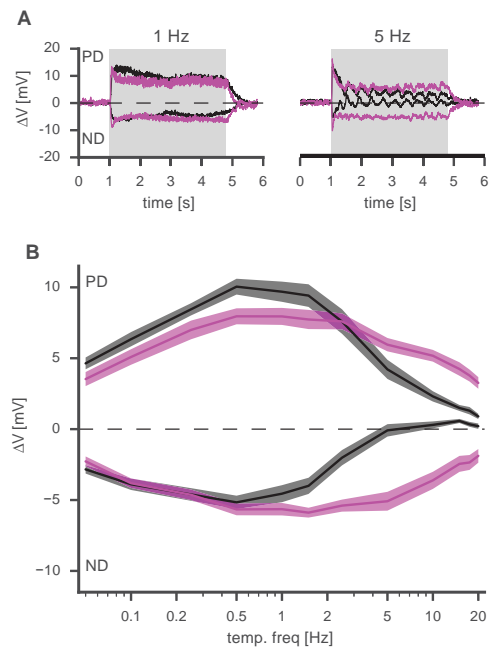 A
1 Hz
5 Hz
20
10
0
−10
−20
PD
ND
ΔV [mV]
0 1 2 3 4 5 6
0 1 2 3 4 5 6
time [s]
time [s]
B
10
5
0
−5
−10
PD
ND
ΔV [mV]
0.1 0.2 0.5 1 2 5 10 20
temp. freq [Hz]